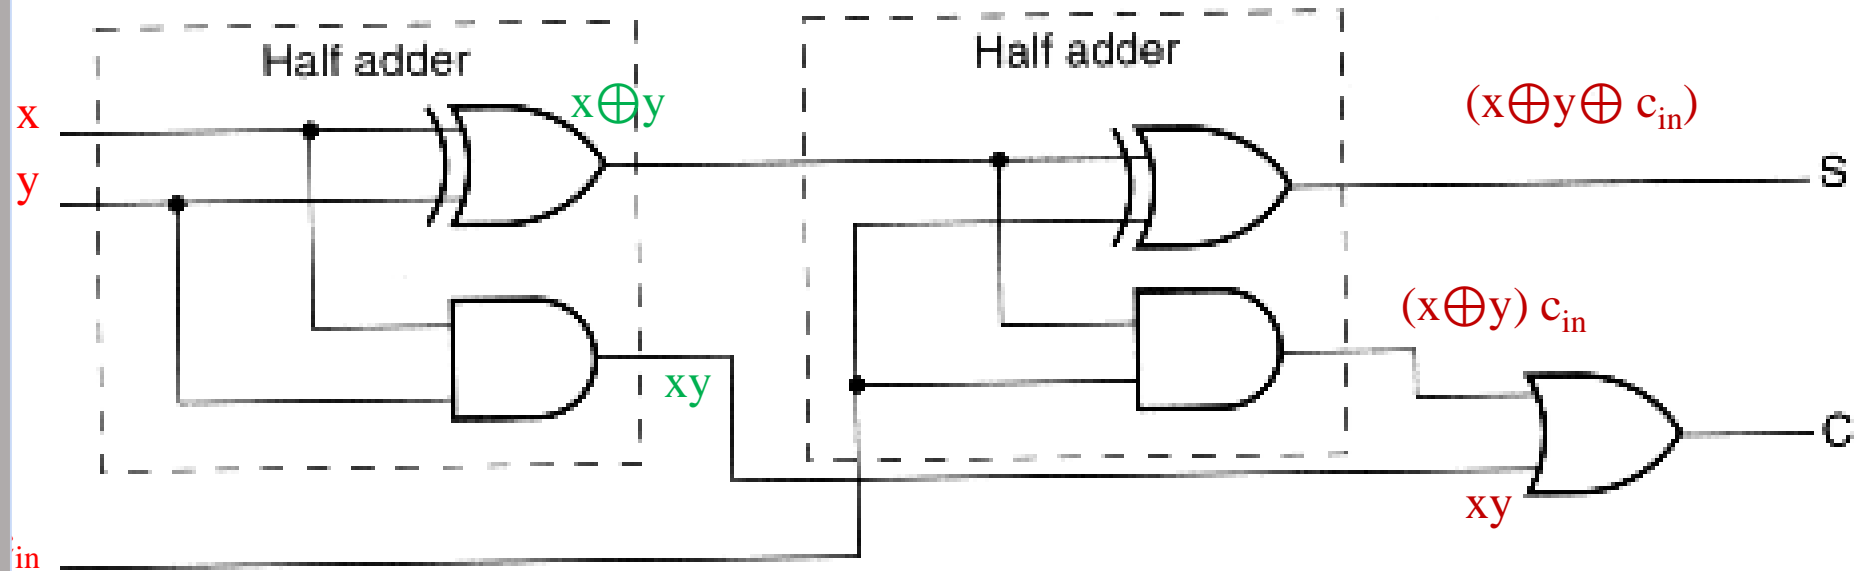 Half adder
Half adder
x
x⊕y
(x⊕y⊕ c_in)
y
S
(x⊕y) c_in
xy
C
xy
in